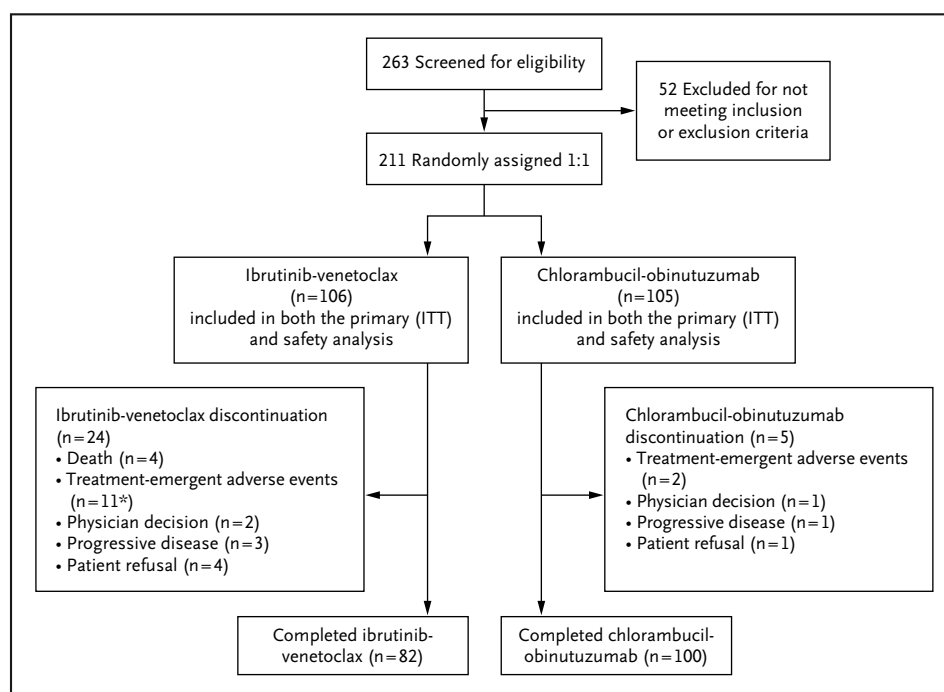 263 Screened for eligibility
52 Excluded for not
meeting inclusion
or exclusion criteria
211 Randomly assigned 1:1
Ibrutinib-venetoclax
(n=106)
included in both the primary (ITT)
and safety analysis
Chlorambucil-obinutuzumab
(n=105)
included in both the primary (ITT)
and safety analysis
Ibrutinib-venetoclax discontinuation
(n=24)
• Death (n=4)
• Treatment-emergent adverse events
(n=11*)
• Physician decision (n=2)
• Progressive disease (n=3)
• Patient refusal (n=4)
Chlorambucil-obinutuzumab
discontinuation (n=5)
• Treatment-emergent adverse events
(n=2)
• Physician decision (n=1)
• Progressive disease (n=1)
• Patient refusal (n=1)
Completed ibrutinib-
venetoclax (n=82)
Completed chlorambucil-
obinutuzumab (n=100)